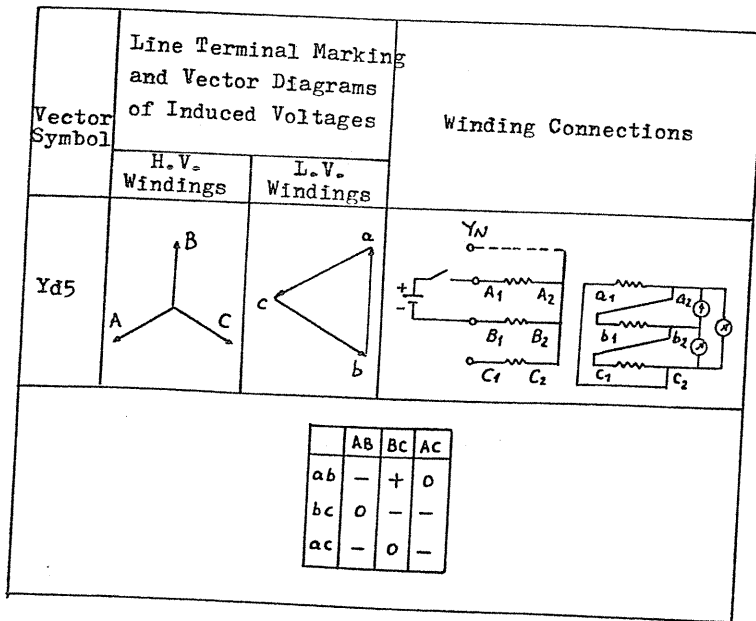 Vector
Symbol
Line Terminal Marking
and Vector Diagrams
of Induced Voltages
Winding Connections
H.V.
Windings
L.V.
Windings
Yd5
B
A
C
a
c
b
YN
+
-
A1
A2
B1
B2
C1
C2
a1
a2
b1
b2
c1
c2
AB BC AC
ab - + 0
bc 0 - -
ac - 0 -